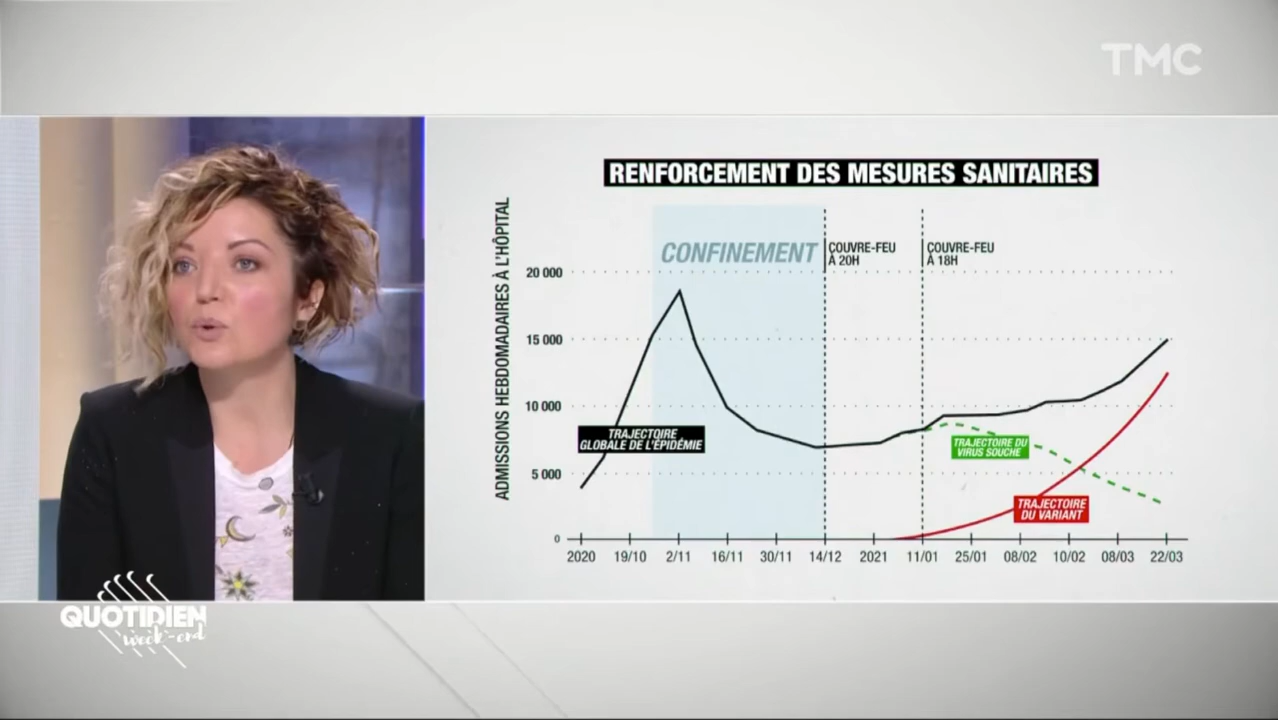 TMC
RENFORCEMENT DES MESURES SANITAIRES
ADMISSIONS HEBDOMADAIRES À L'HÔPITAL
CONFINEMENT
COUVRE-FEU
À 20H
COUVRE-FEU
À 18H
20 000
15 000
10 000
5 000
0
TRAJECTOIRE
GLOBALE DE L'ÉPIDÉMIE
TRAJECTOIRE DU
VIRUS SOUCHE
TRAJECTOIRE
DU VARIANT
2020 19/10 2/11 16/11 30/11 14/12 2021 11/01 25/01 08/02 10/02 08/03 22/03
QUOTIDIEN
week-end